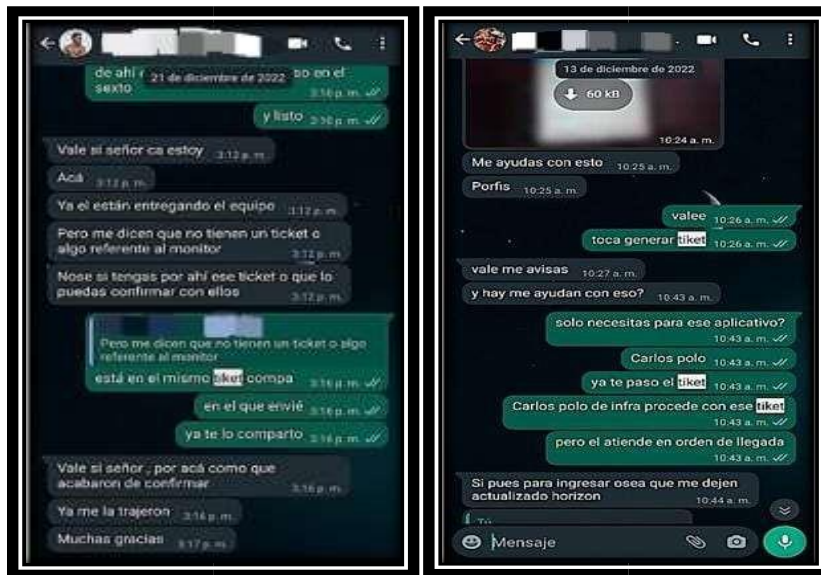 de ahí
21 de diciembre de 2022
so en el
sexto
3:10 p. m.
y listo 3:10 p. m.
Vale si señor ca estoy 3:12 p. m.
Acá 3:12 p. m.
Ya el están entregando el equipo 3:12 p. m.
Pero me dicen que no tienen un ticket o
algo referente al monitor
3:12 p. m.
Nose si tengas por ahí ese ticket o que lo
puedas confirmar con ellos 3:12 p. m.
Pero me dicen que no tienen un ticket o algo
referente al monitor
está en el mismo tiket compa 3:16 p. m.
en el que envié 3:16 p. m.
ya te lo comparto 3:16 p. m.
Vale si señor , por acá como que
acabaron de confirmar 3:16 p. m.
Ya me la trajeron 3:16 p. m.
Muchas gracias 3:17 p. m.
13 de diciembre de 2022
60 kB
10:24 a. m.
Me ayudas con esto 10:25 a. m.
Porfis 10:25 a. m.
valee 10:26 a. m.
toca generar tiket 10:26 a. m.
vale me avisas 10:27 a. m.
y hay me ayudan con eso? 10:43 a. m.
solo necesitas para ese aplicativo?
10:43 a. m.
Carlos polo 10:43 a. m.
ya te paso el tiket 10:43 a. m.
Carlos polo de infra procede con ese tiket
10:43 a. m.
pero el atiende en orden de llegada
10:43 a. m.
Si pues para ingresar osea que me dejen
actualizado horizon 10:44 a. m.
Tú
Mensaje